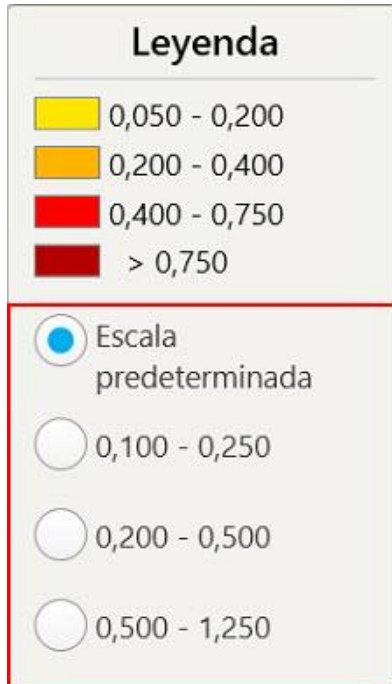 Leyenda
0,050 - 0,200
0,200 - 0,400
0,400 - 0,750
> 0,750
Escala
predeterminada
0,100 - 0,250
0,200 - 0,500
0,500 - 1,250